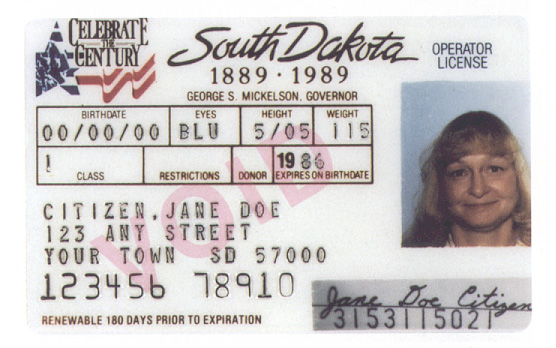 CELEBRATE
THE
CENTURY
South Dakota
1889 · 1989
OPERATOR
LICENSE
GEORGE S. MICKELSON, GOVERNOR
BIRTHDATE EYES HEIGHT WEIGHT
00/00/00 BLU 5/05 115
1 19 86
CLASS RESTRICTIONS DONOR EXPIRES ON BIRTHDATE
VOID
CITIZEN,JANE DOE
123 ANY STREET
YOUR TOWN SD 57000
123456 78910
Jane Doe Citizen
3153115021
RENEWABLE 180 DAYS PRIOR TO EXPIRATION